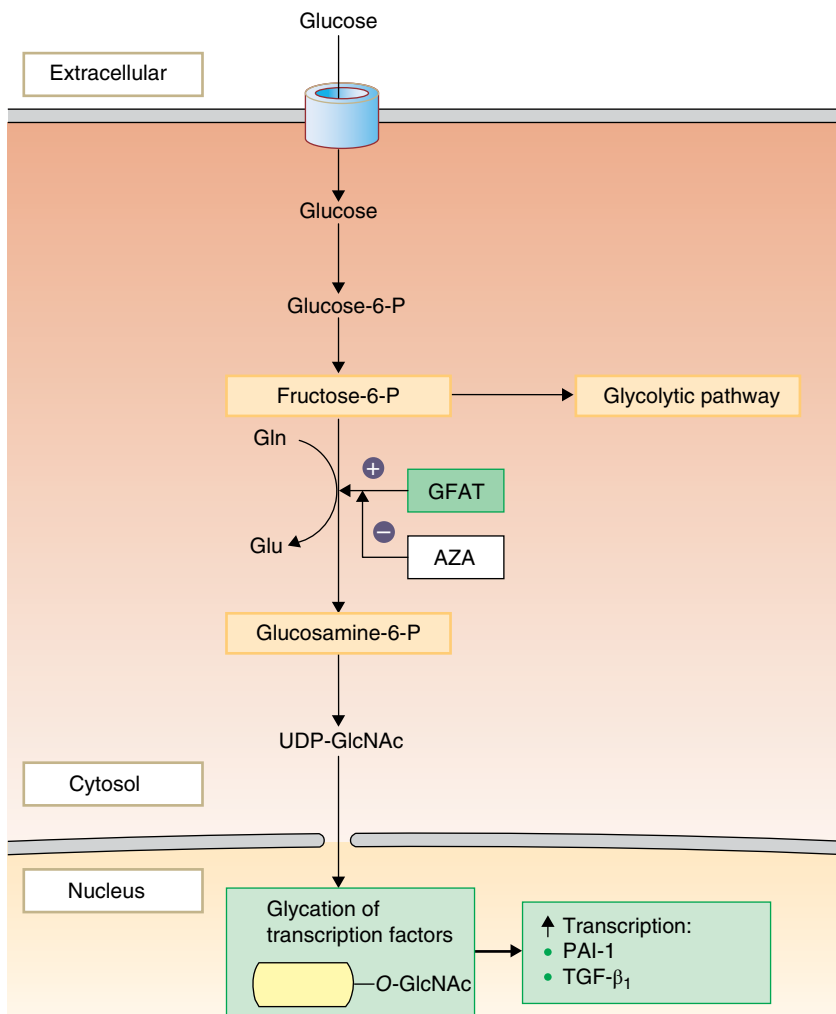 Glucose
Extracellular
Glucose
Glucose-6-P
Fructose-6-P
Glycolytic pathway
Gln
+
GFAT
−
Glu
AZA
Glucosamine-6-P
UDP-GlcNAc
Cytosol
Nucleus
Glycation of
transcription factors
O-GlcNAc
↑ Transcription:
• PAI-1
• TGF-β₁